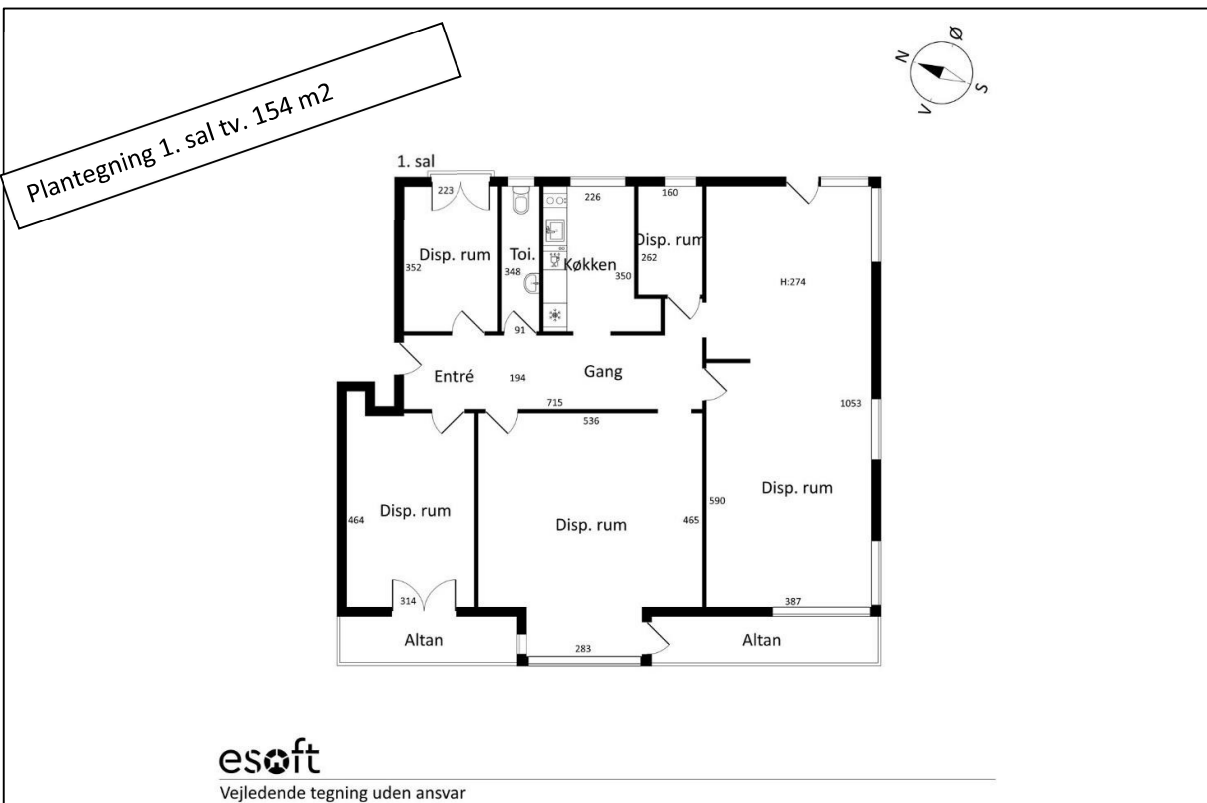 Plantegning 1. sal tv. 154 m2
N
Ø
V
S
1. sal
223
226
160
Disp. rum
352
Toi.
348
Køkken
350
Disp. rum
262
H:274
91
Entré
194
Gang
715
536
1053
464
Disp. rum
Disp. rum
465
590
Disp. rum
314
387
Altan
283
Altan
esoft
Vejledende tegning uden ansvar